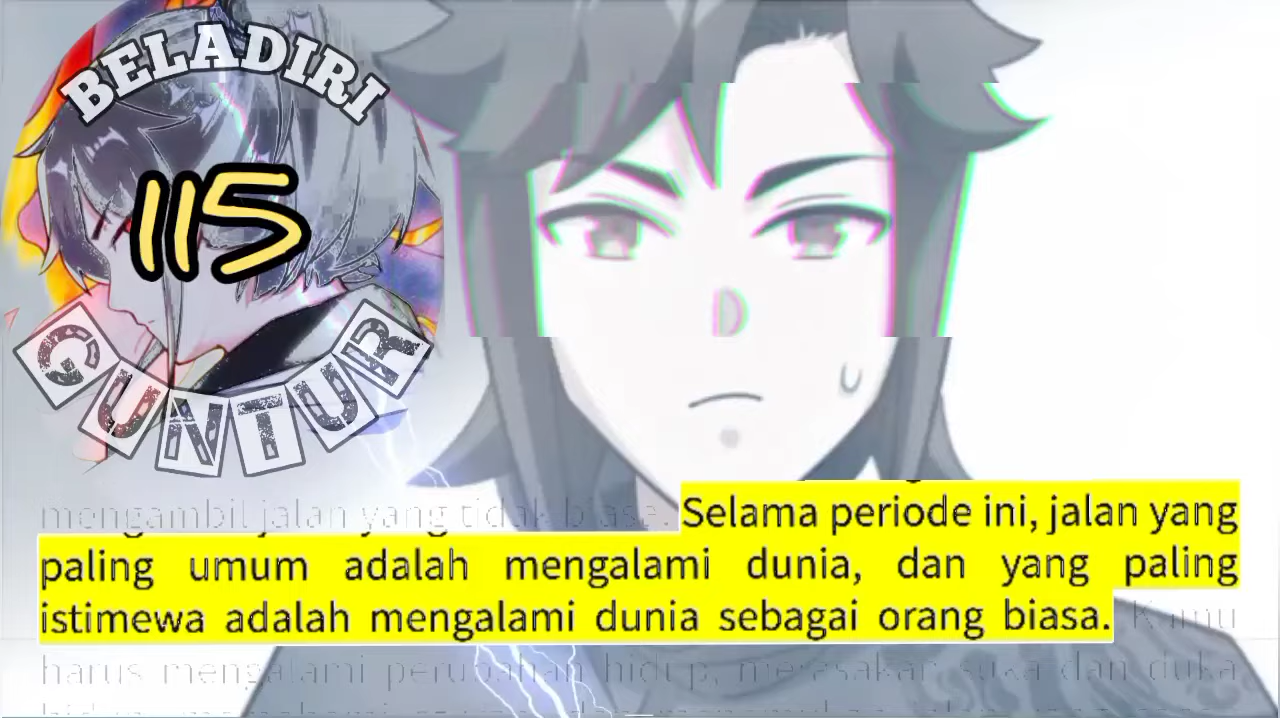 BELADIRI
115
GUNTUR
mengambil jalan yang tidak biasa. Selama periode ini, jalan yang
paling umum adalah mengalami dunia, dan yang paling
istimewa adalah mengalami dunia sebagai orang biasa. Kamu
harus mengalami perubahan hidup, merasakan suka dan duka